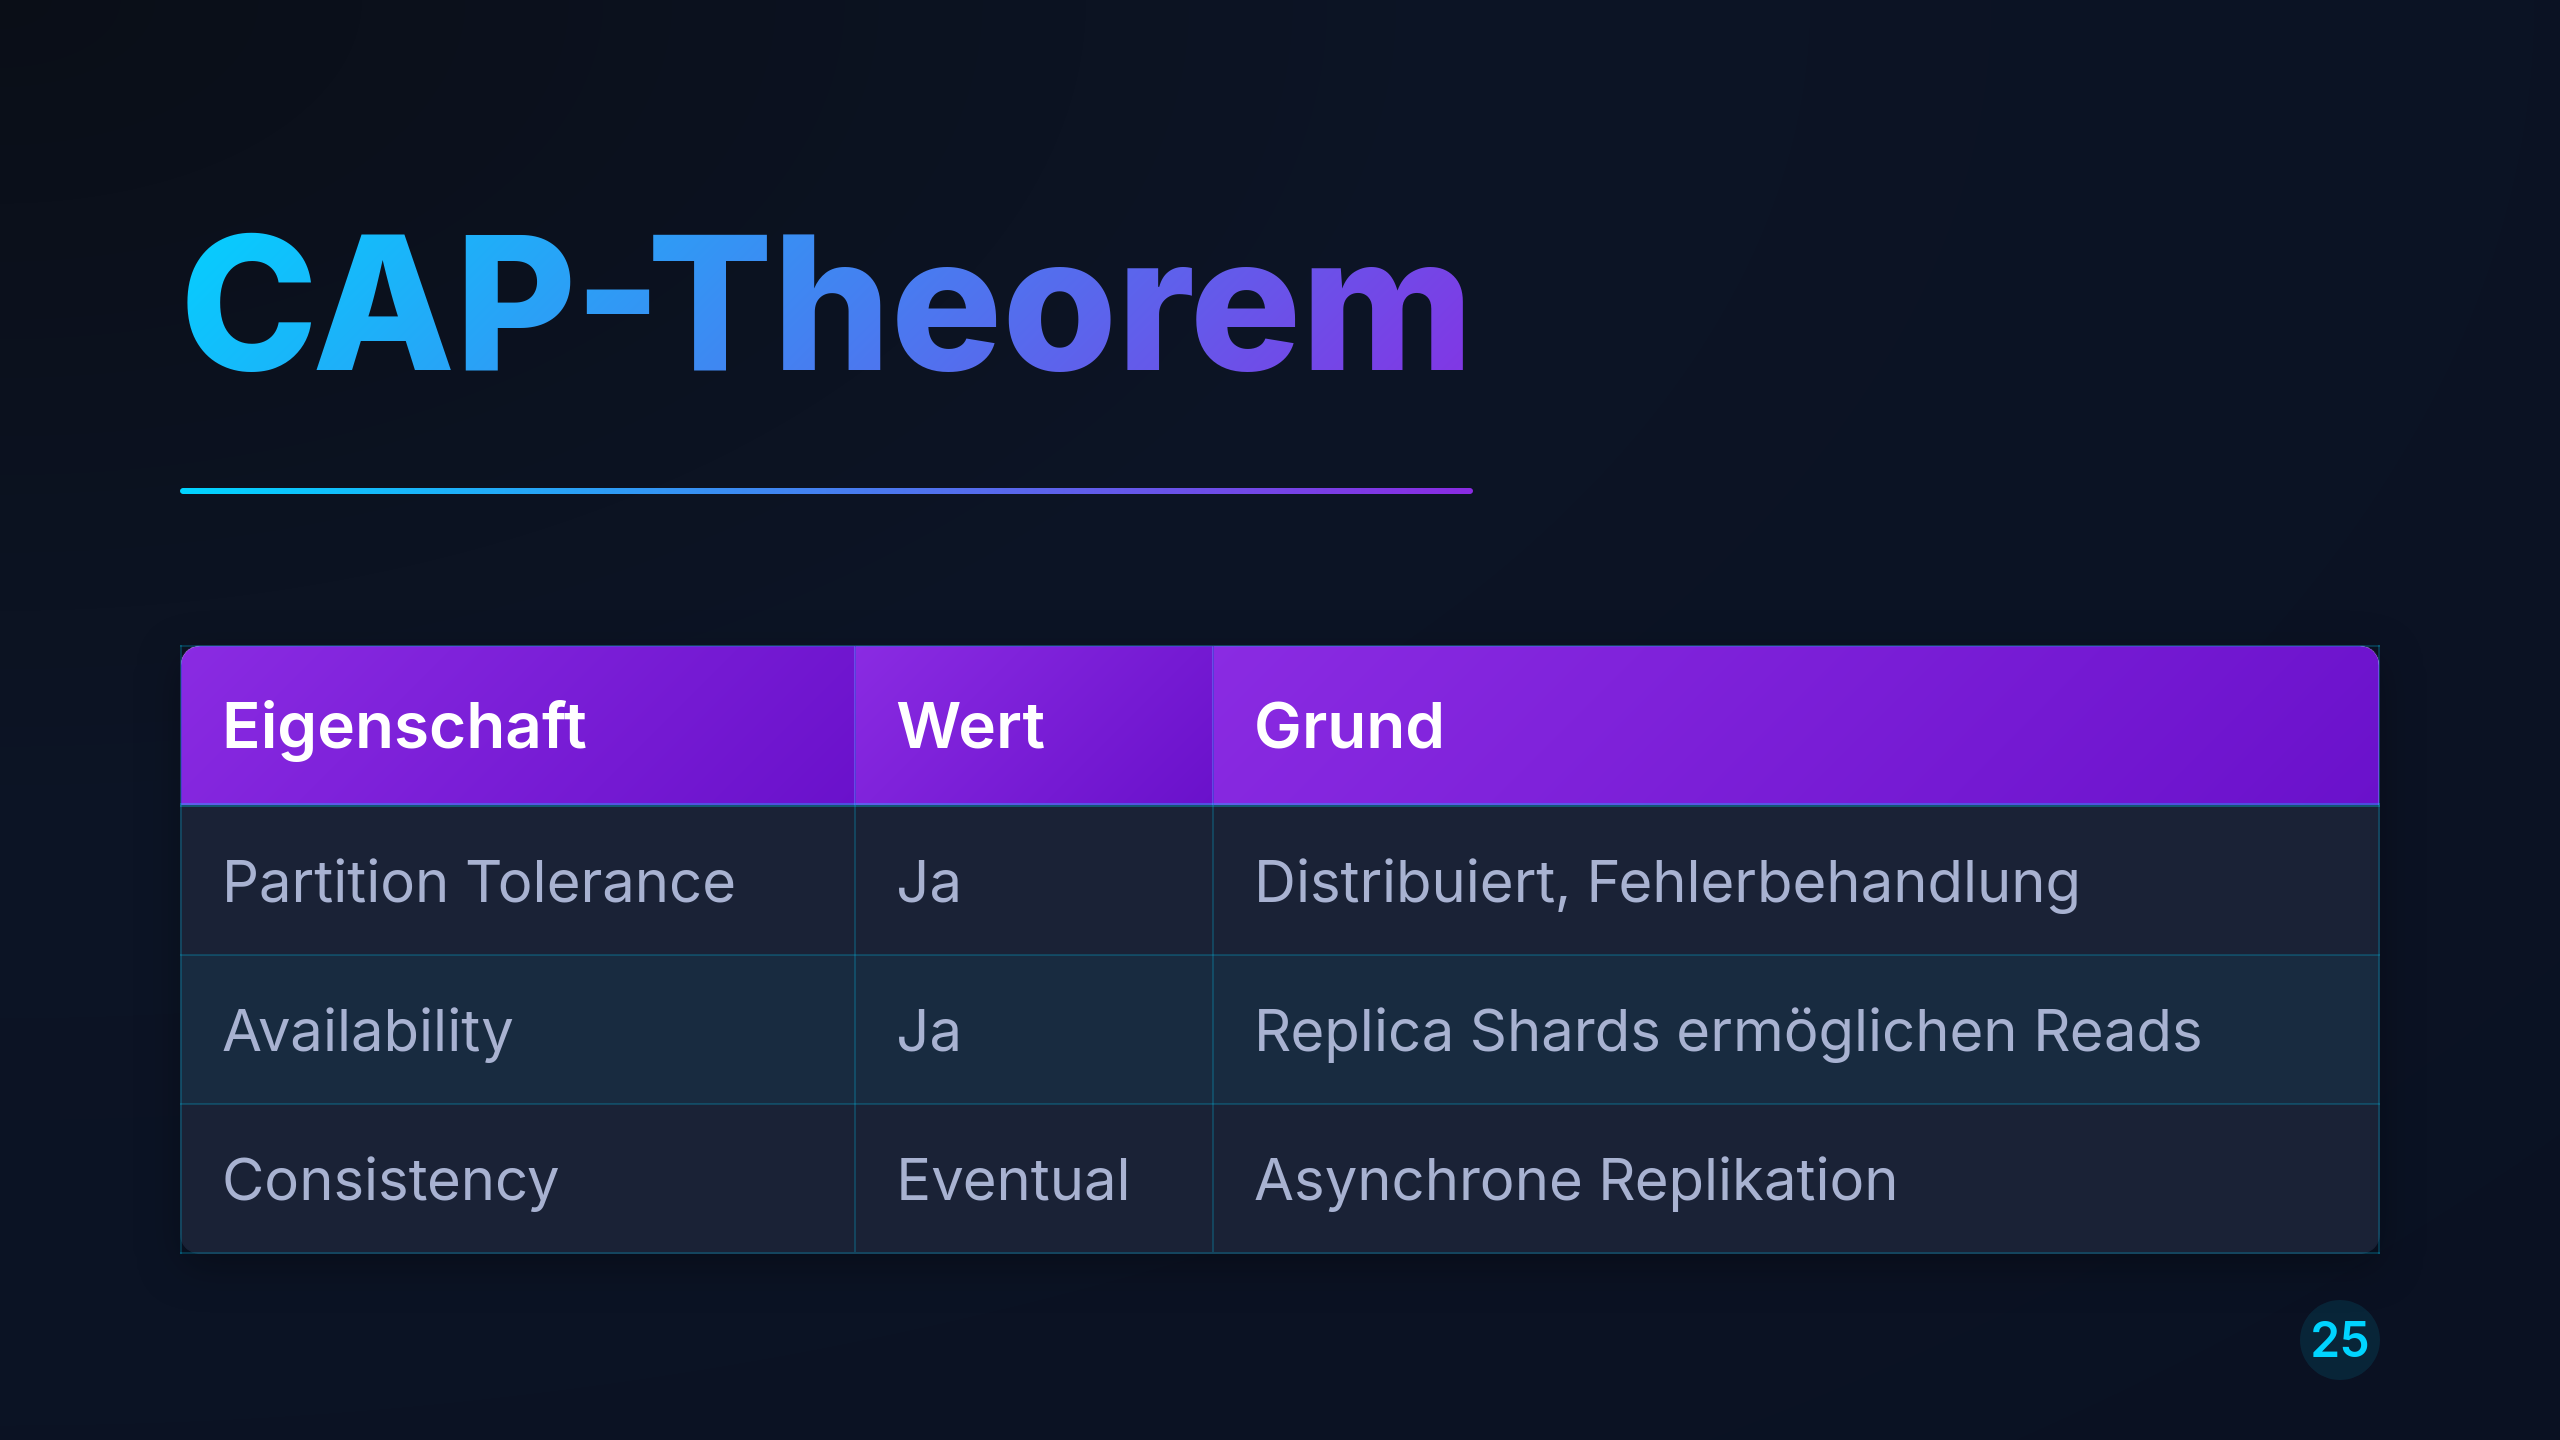 CAP-Theorem
Eigenschaft Wert Grund
Partition Tolerance Ja Distribuiert, Fehlerbehandlung
Availability Ja Replica Shards ermöglichen Reads
Consistency Eventual Asynchrone Replikation
25